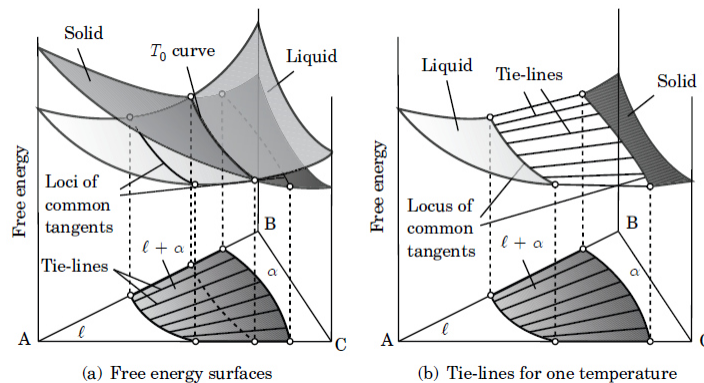 Solid
T0 curve
Liquid
Free energy
Loci of
common
tangents
B
ℓ + α
α
Tie-lines
ℓ
A
C
(a) Free energy surfaces
Liquid
Tie-lines
Solid
Free energy
Locus of
common
tangents
B
ℓ + α
α
ℓ
A
(b) Tie-lines for one temperature